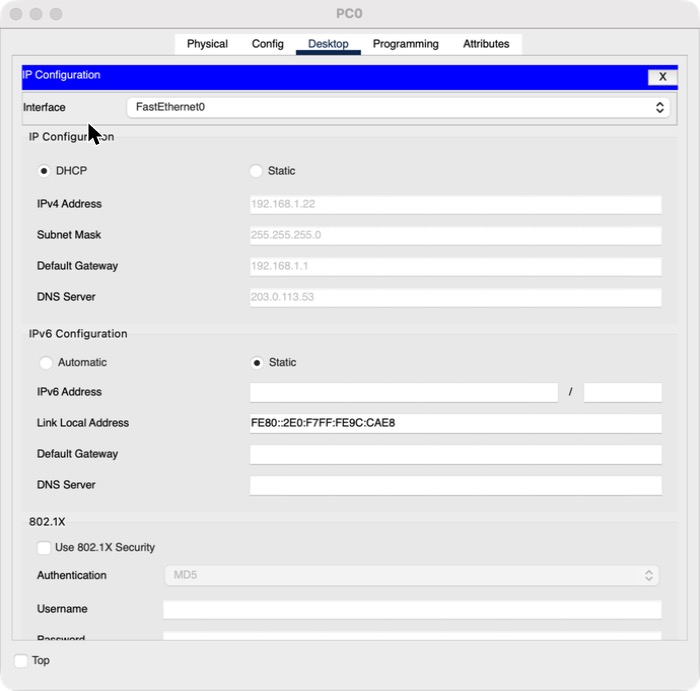 PC0
Physical Config Desktop Programming Attributes
IP Configuration X
Interface FastEthernet0
IP Configuration
DHCP Static
IPv4 Address 192.168.1.22
Subnet Mask 255.255.255.0
Default Gateway 192.168.1.1
DNS Server 203.0.113.53
IPv6 Configuration
Automatic Static
IPv6 Address /
Link Local Address FE80::2E0:F7FF:FE9C:CAE8
Default Gateway
DNS Server
802.1X
Use 802.1X Security
Authentication MD5
Username
Password
Top